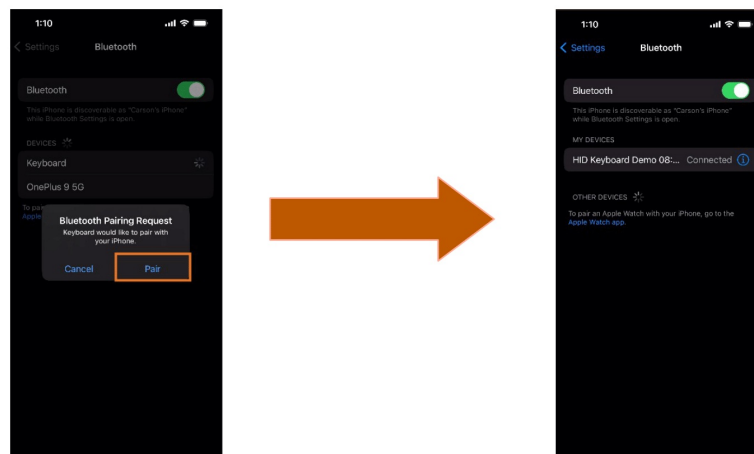 1:10
Settings
Bluetooth
Bluetooth
This iPhone is discoverable as "Carson's iPhone"
while Bluetooth Settings is open.
DEVICES
Keyboard
OnePlus 9 5G
To pai
Apple
Bluetooth Pairing Request
Keyboard would like to pair with
your iPhone.
Cancel
Pair
1:10
Settings
Bluetooth
Bluetooth
This iPhone is discoverable as "Carson's iPhone"
while Bluetooth Settings is open.
MY DEVICES
HID Keyboard Demo 08:... Connected
OTHER DEVICES
To pair an Apple Watch with your iPhone, go to the
Apple Watch app.